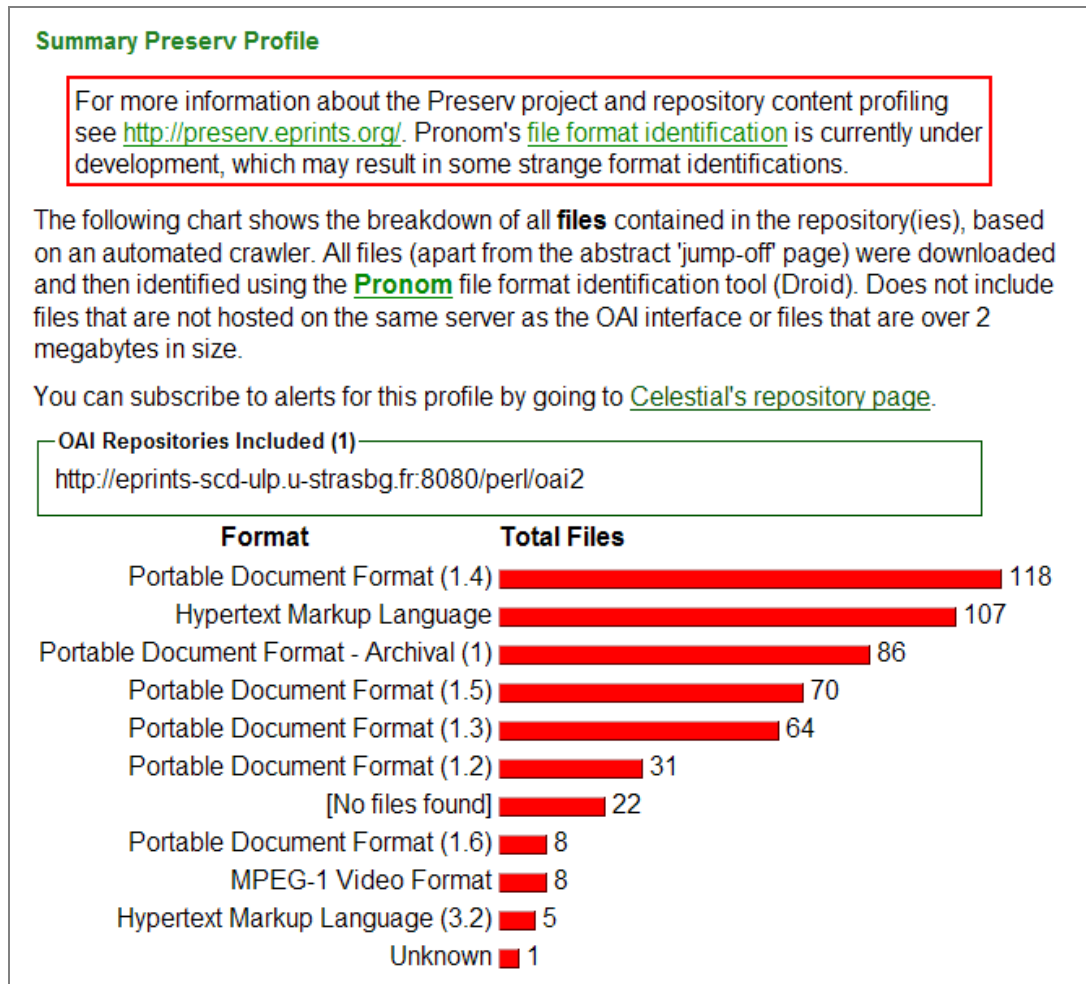 Summary Preserv Profile
For more information about the Preserv project and repository content profiling
see http://preserv.eprints.org/. Pronom's file format identification is currently under
development, which may result in some strange format identifications.
The following chart shows the breakdown of all files contained in the repository(ies), based
on an automated crawler. All files (apart from the abstract 'jump-off' page) were downloaded
and then identified using the Pronom file format identification tool (Droid). Does not include
files that are not hosted on the same server as the OAI interface or files that are over 2
megabytes in size.
You can subscribe to alerts for this profile by going to Celestial's repository page.
OAI Repositories Included (1)
http://eprints-scd-ulp.u-strasbg.fr:8080/perl/oai2
Format Total Files
Portable Document Format (1.4) 118
Hypertext Markup Language 107
Portable Document Format - Archival (1) 86
Portable Document Format (1.5) 70
Portable Document Format (1.3) 64
Portable Document Format (1.2) 31
[No files found] 22
Portable Document Format (1.6) 8
MPEG-1 Video Format 8
Hypertext Markup Language (3.2) 5
Unknown 1